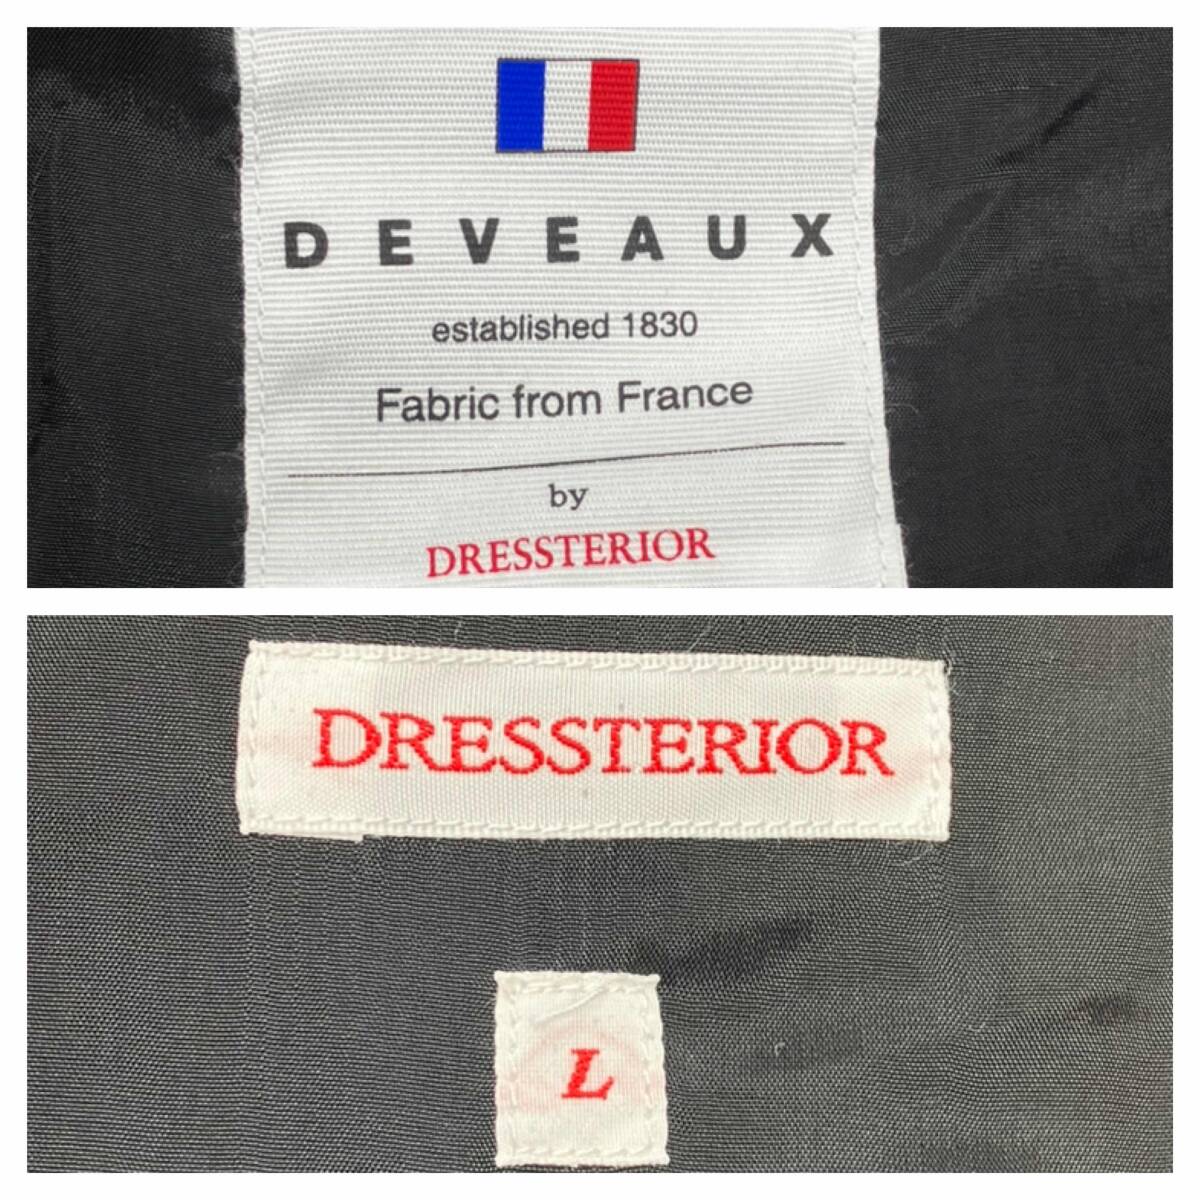 DEVEAUX
established 1830
Fabric from France
by
DRESSTERIOR
DRESSTERIOR
L